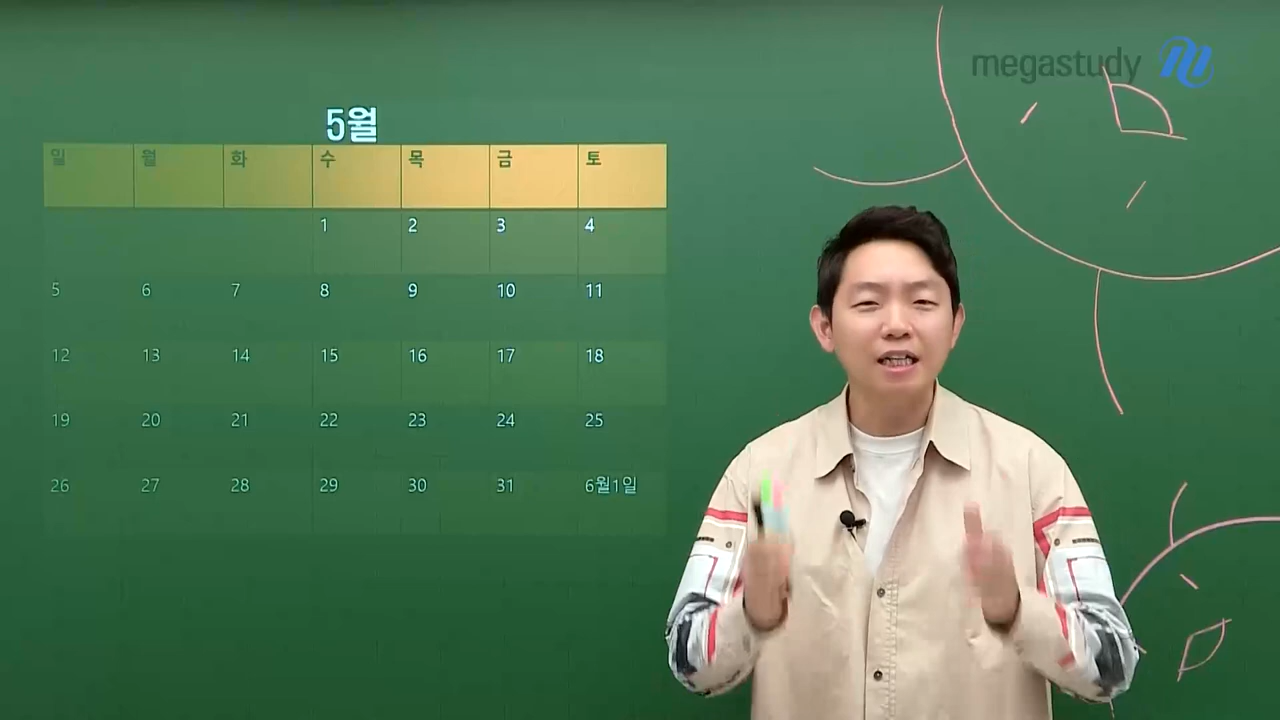 megastudy
5월
일 월 화 수 목 금 토
1 2 3 4
5 6 7 8 9 10 11
12 13 14 15 16 17 18
19 20 21 22 23 24 25
26 27 28 29 30 31 6월1일